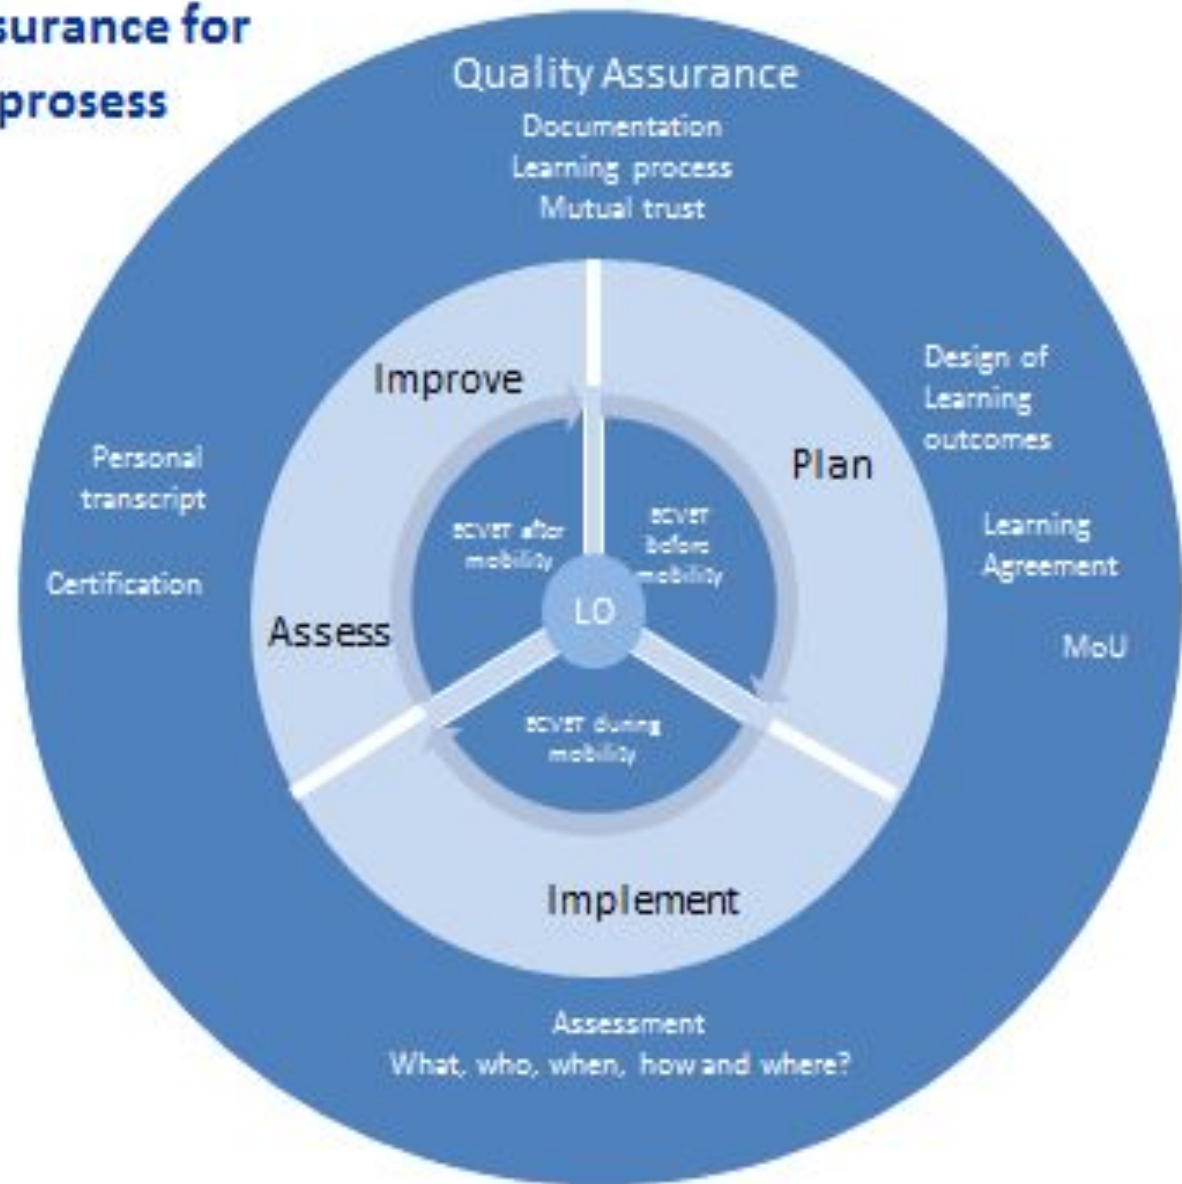 surance for
prosess
Quality Assurance
Documentation
Learning process
Mutual trust
Improve
Plan
Design of
Learning
outcomes
Personal
transcript
Learning
Agreement
Certification
MoU
ECVET after
mobility
ECVET
before
mobility
LO
Assess
ECVET during
mobility
Implement
Assessment
What, who, when, how and where?